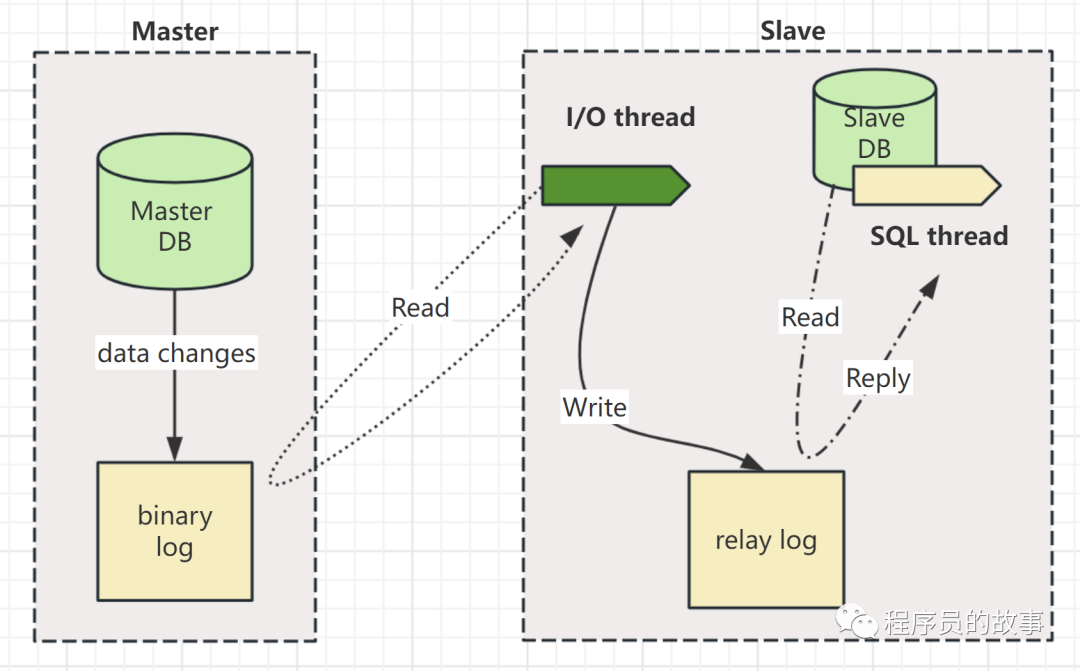 Master
Slave
I/O thread
Slave
DB
Master
DB
SQL thread
Read
Read
data changes
Reply
Write
binary
log
relay log
程序员的故事